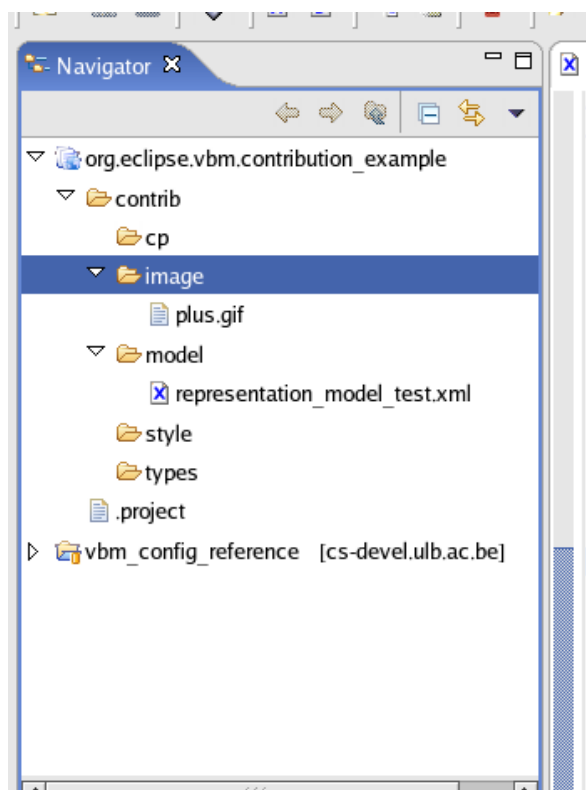 Navigator
org.eclipse.vbm.contribution_example
contrib
cp
image
plus.gif
model
representation_model_test.xml
style
types
.project
vbm_config_reference [cs-devel.ulb.ac.be]